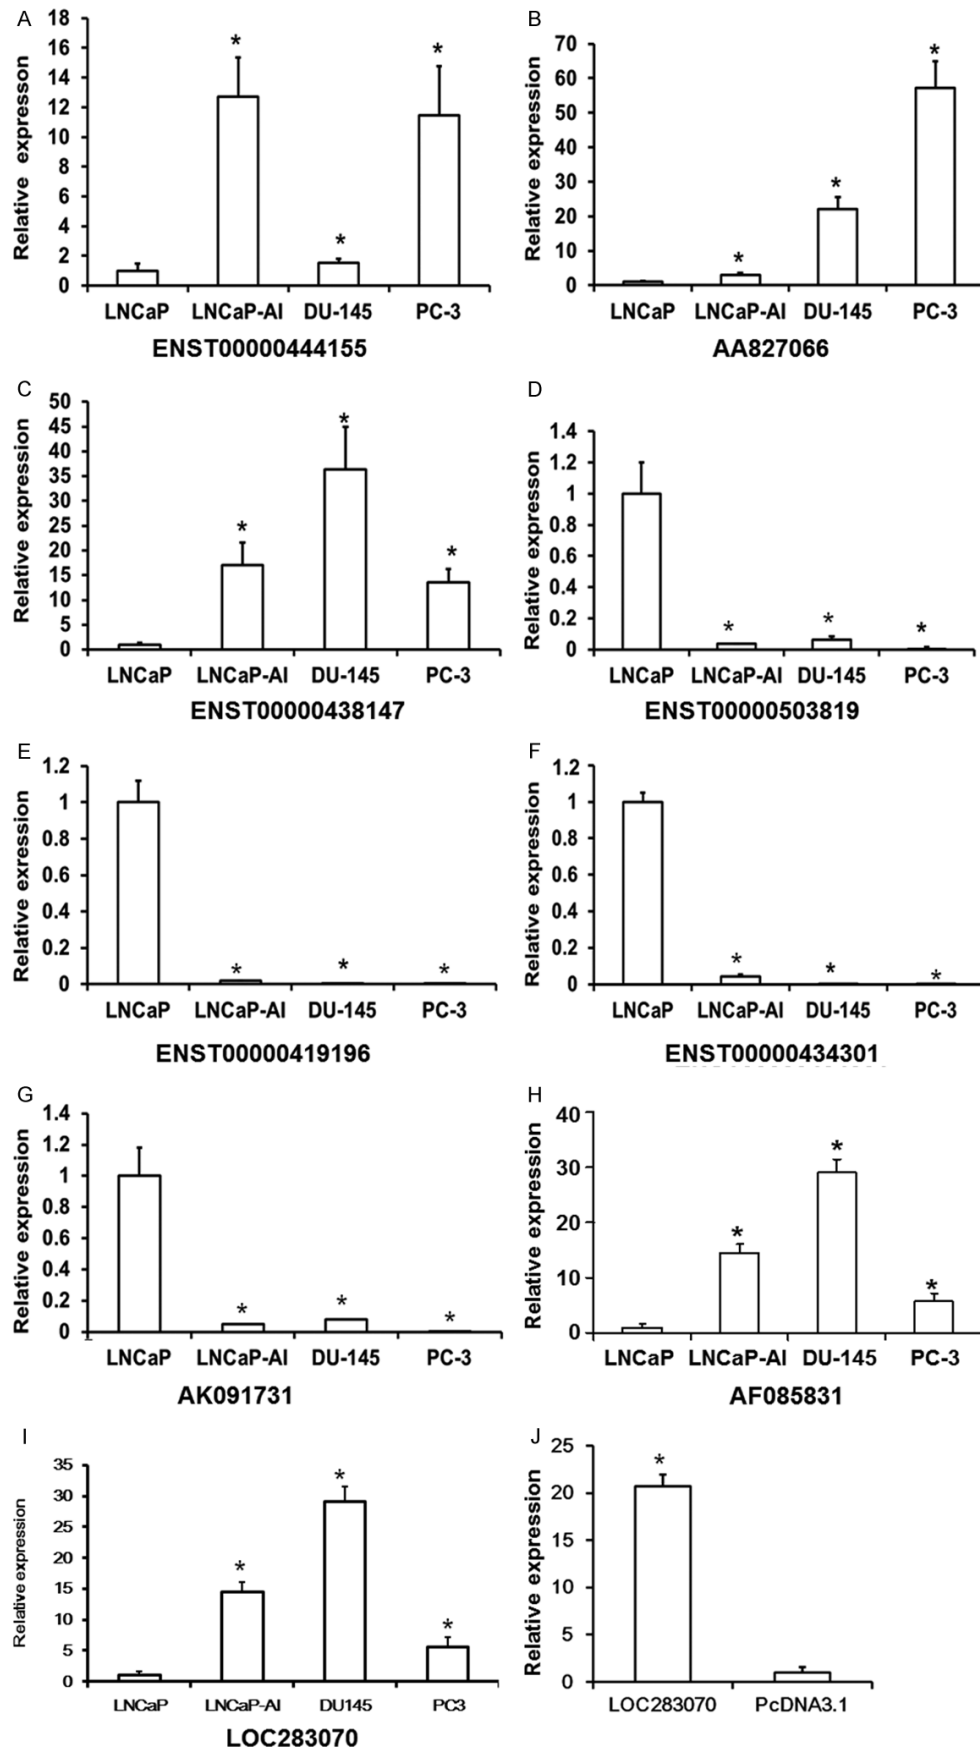 A
Relative expresson
18
16
14
12
10
8
6
4
2
0
*
*
*
LNCaP LNCaP-AI DU-145 PC-3
ENST00000444155
B
Relative expression
70
60
50
40
30
20
10
0
*
*
*
LNCaP LNCaP-AI DU-145 PC-3
AA827066
C
Relative expression
50
45
40
35
30
25
20
15
10
5
0
*
*
*
LNCaP LNCaP-AI DU-145 PC-3
ENST00000438147
D
Relative expresson
1.4
1.2
1
0.8
0.6
0.4
0.2
0
* * *
LNCaP LNCaP-AI DU-145 PC-3
ENST00000503819
E
Relative exression
1.2
1
0.8
0.6
0.4
0.2
0
* * *
LNCaP LNCaP-AI DU-145 PC-3
ENST00000419196
F
Relative expression
1.2
1
0.8
0.6
0.4
0.2
0
* * *
LNCaP LNCaP-AI DU-145 PC-3
ENST00000434301
G
Relative expression
1.4
1.2
1
0.8
0.6
0.4
0.2
0
* * *
LNCaP LNCaP-AI DU-145 PC-3
AK091731
H
Relative expression
40
30
20
10
0
*
*
*
LNCaP LNCaP-AI DU-145 PC-3
AF085831
I
Relative expression
35
30
25
20
15
10
5
0
*
*
*
LNCaP LNCaP-AI DU145 PC3
LOC283070
J
Relative expression
25
20
15
10
5
0
*
LOC283070 PcDNA3.1